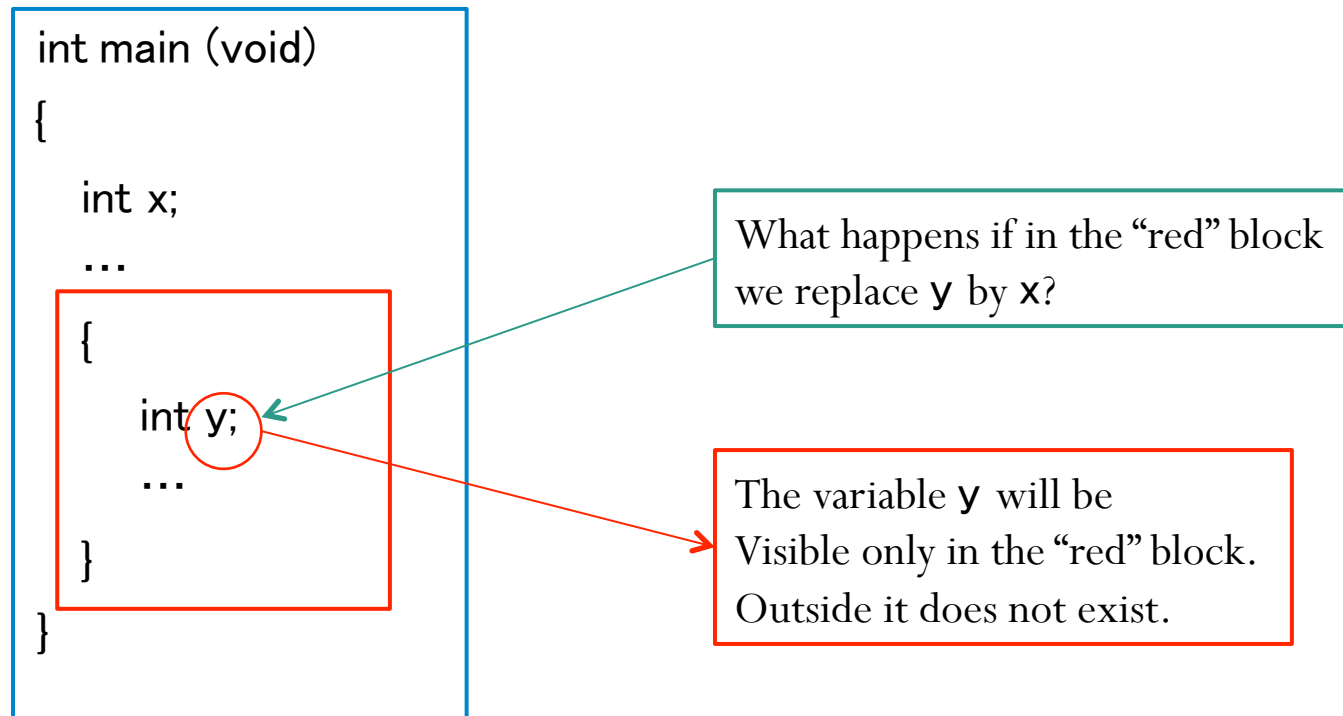 int main (void)
{
int x;
…
{
int y;
…
}
}
What happens if in the “red” block
we replace y by x?
The variable y will be
Visible only in the “red” block.
Outside it does not exist.